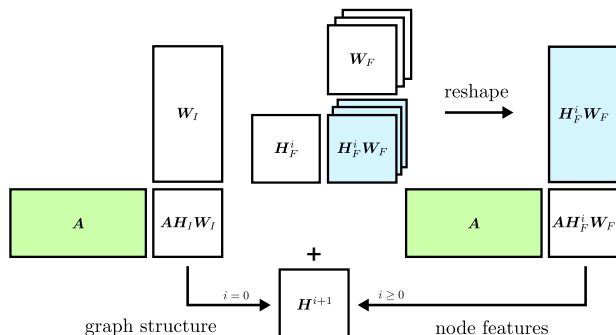 W_F
W_I
reshape
H_F^i W_F
H_F^i
H_F^i W_F
A
AH_I W_I
A
AH_F^i W_F
+
i = 0
H^{i+1}
i ≥ 0
graph structure
node features